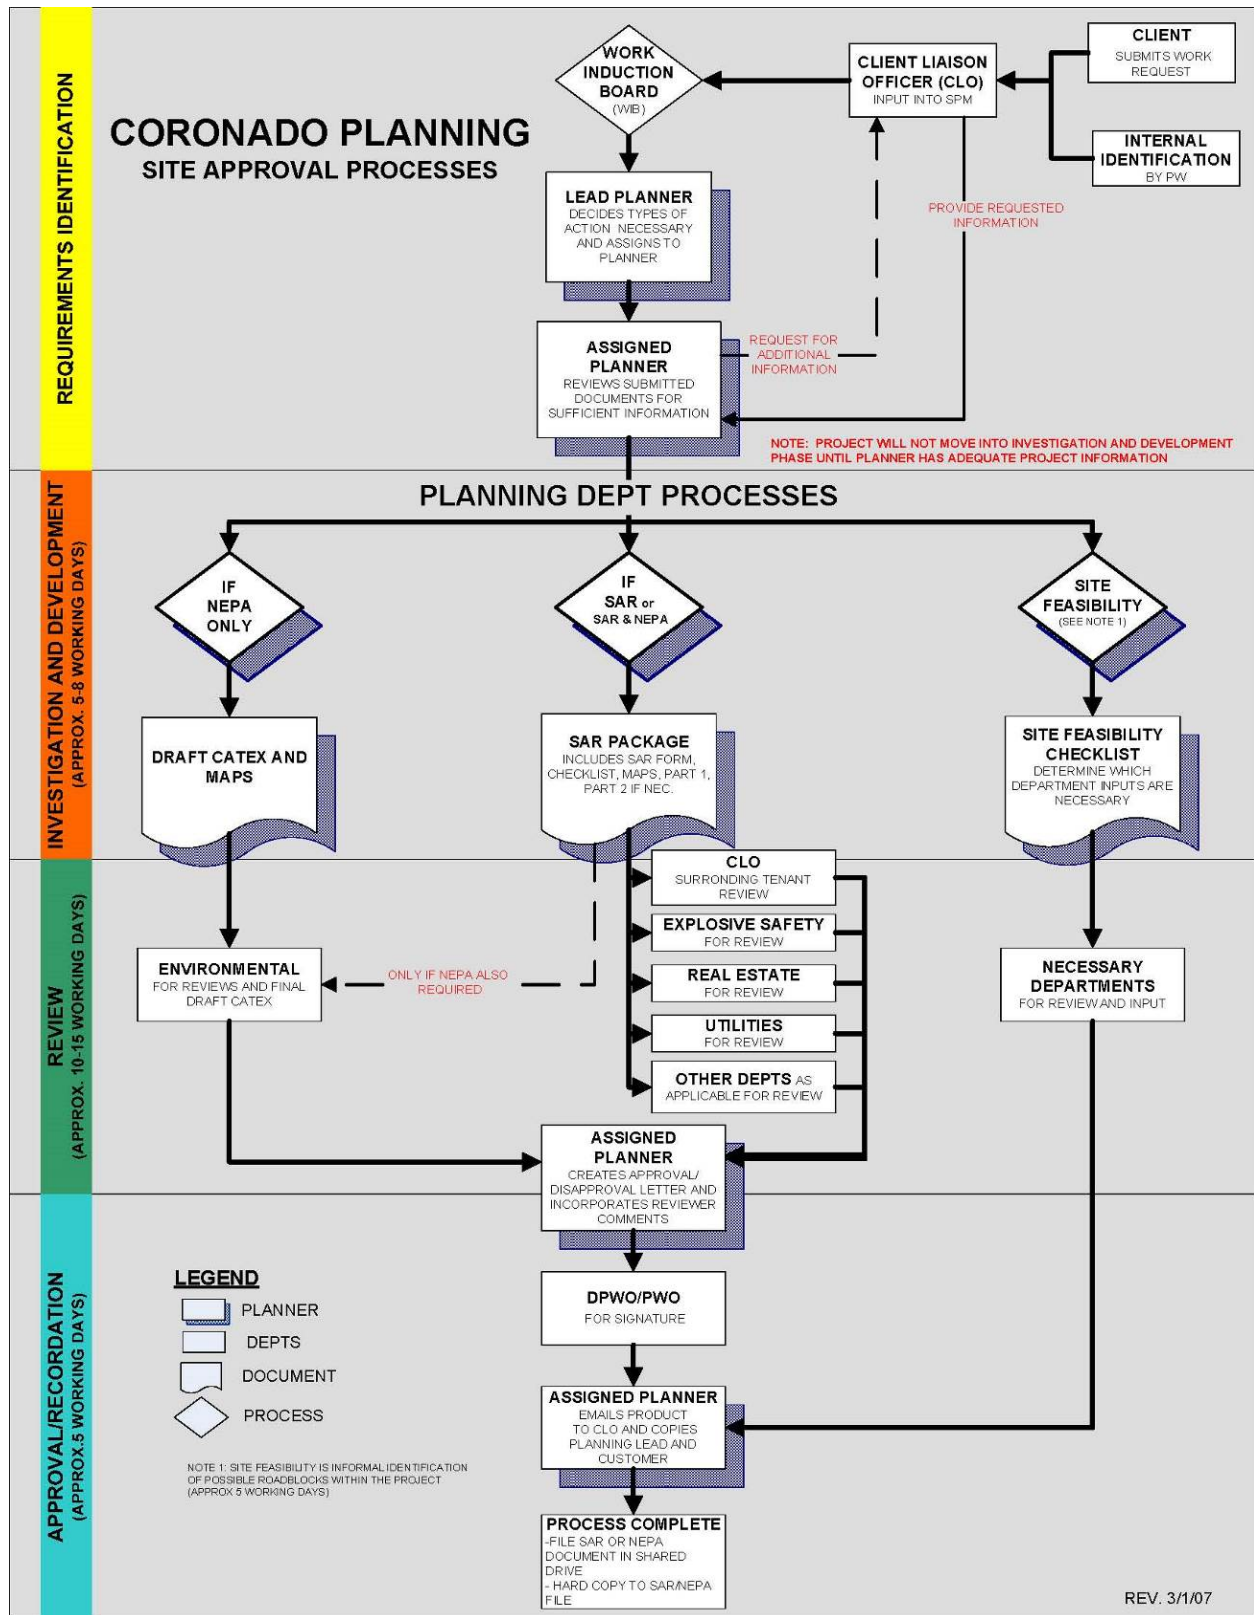 REQUIREMENTS IDENTIFICATION
CORONADO PLANNING
SITE APPROVAL PROCESSES
WORK
INDUCTION
BOARD
(WIB)
CLIENT LIAISON
OFFICER (CLO)
INPUT INTO SPM
CLIENT
SUBMITS WORK
REQUEST
INTERNAL
IDENTIFICATION
BY PW
LEAD PLANNER
DECIDES TYPES OF
ACTION NECESSARY
AND ASSIGNS TO
PLANNER
PROVIDE REQUESTED
INFORMATION
ASSIGNED
PLANNER
REVIEWS SUBMITTED
DOCUMENTS FOR
SUFFICIENT INFORMATION
REQUEST FOR
ADDITIONAL
INFORMATION
NOTE: PROJECT WILL NOT MOVE INTO INVESTIGATION AND DEVELOPMENT
PHASE UNTIL PLANNER HAS ADEQUATE PROJECT INFORMATION
INVESTIGATION AND DEVELOPMENT
(APPROX. 5-8 WORKING DAYS)
PLANNING DEPT PROCESSES
IF
NEPA
ONLY
IF
SAR or
SAR & NEPA
SITE
FEASIBILITY
(SEE NOTE 1)
DRAFT CATEX AND
MAPS
SAR PACKAGE
INCLUDES SAR FORM,
CHECKLIST, MAPS, PART 1,
PART 2 IF NEC.
SITE FEASIBILITY
CHECKLIST
DETERMINE WHICH
DEPARTMENT INPUTS ARE
NECESSARY
REVIEW
(APPROX. 10-15 WORKING DAYS)
CLO
SURRONDING TENANT
REVIEW
EXPLOSIVE SAFETY
FOR REVIEW
REAL ESTATE
FOR REVIEW
UTILITIES
FOR REVIEW
OTHER DEPTS AS
APPLICABLE FOR REVIEW
ENVIRONMENTAL
FOR REVIEWS AND FINAL
DRAFT CATEX
ONLY IF NEPA ALSO
REQUIRED
NECESSARY
DEPARTMENTS
FOR REVIEW AND INPUT
ASSIGNED
PLANNER
CREATES APPROVAL/
DISAPPROVAL LETTER AND
INCORPORATES REVIEWER
COMMENTS
APPROVAL/RECORDATION
(APPROX.5 WORKING DAYS)
LEGEND
PLANNER
DEPTS
DOCUMENT
PROCESS
NOTE 1: SITE FEASIBILITY IS INFORMAL IDENTIFICATION
OF POSSIBLE ROADBLOCKS WITHIN THE PROJECT
(APPROX 5 WORKING DAYS)
DPWO/PWO
FOR SIGNATURE
ASSIGNED PLANNER
EMAILS PRODUCT
TO CLO AND COPIES
PLANNING LEAD AND
CUSTOMER
PROCESS COMPLETE
-FILE SAR OR NEPA
DOCUMENT IN SHARED
DRIVE
- HARD COPY TO SAR/NEPA
FILE
REV. 3/1/07